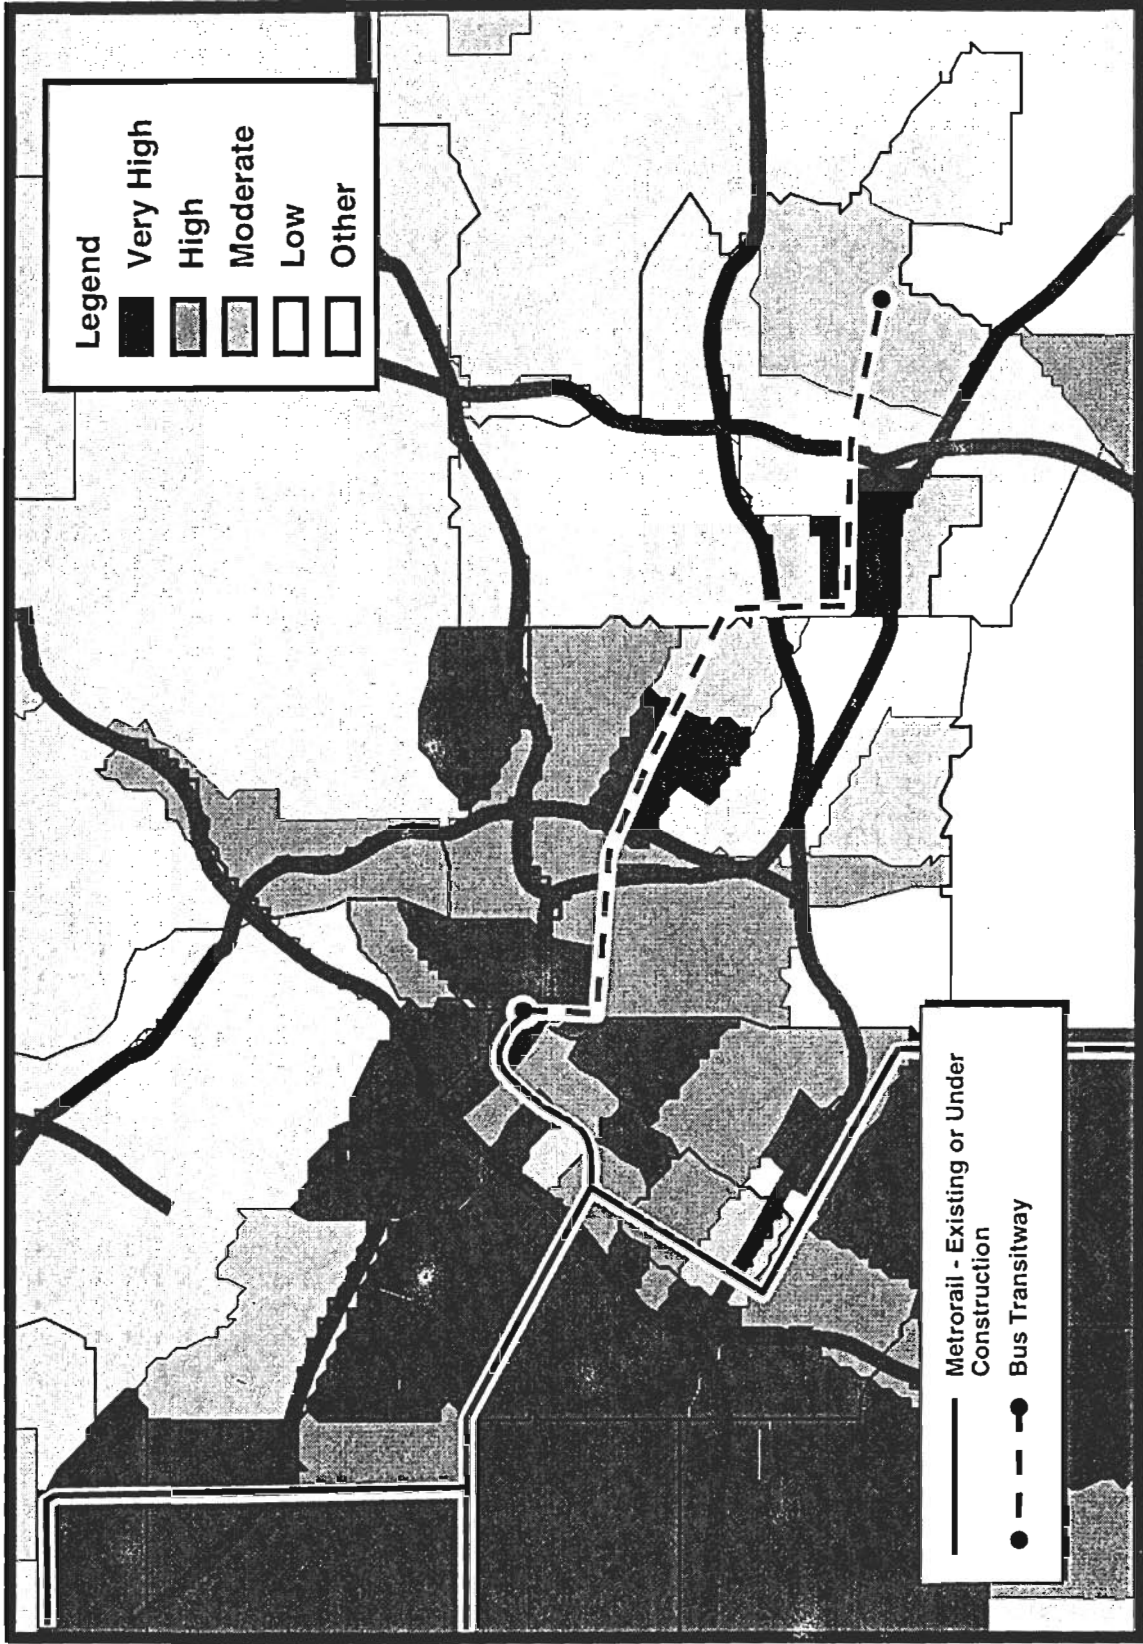 Legend
Very High
High
Moderate
Low
Other
Metrorail - Existing or Under
Construction
Bus Transitway